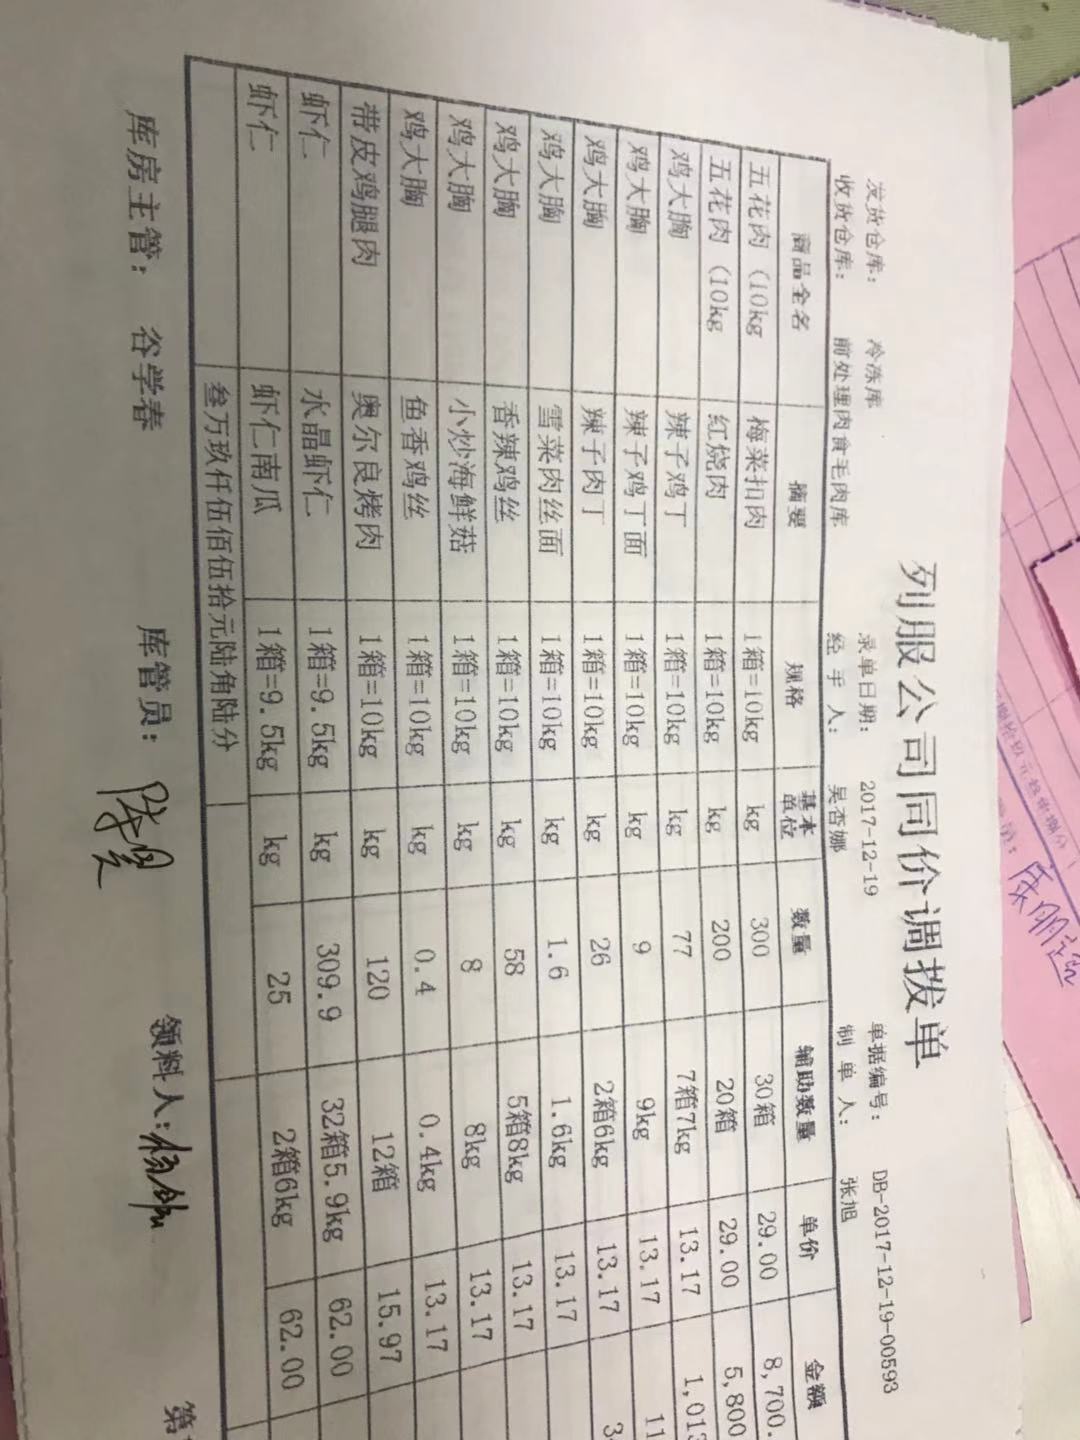 列服公司同价调拨单
发货仓库: 冷冻库 录单日期: 2017-12-19 单据编号: DB-2017-12-19-00593
收货仓库: 前处理肉食毛肉库 经 手 人: 吴杏娜 制 单 人: 张旭
商品全名 摘要 规格 基本单位 数量 辅助数量 单价 金额
五花肉（10kg 梅菜扣肉 1箱=10kg kg 300 30箱 29.00 8,700.
五花肉（10kg 红烧肉 1箱=10kg kg 200 20箱 29.00 5,800
鸡大胸 辣子鸡丁 1箱=10kg kg 77 7箱7kg 13.17 1,013
鸡大胸 辣子鸡丁面 1箱=10kg kg 9 9kg 13.17 11
鸡大胸 辣子肉丁 1箱=10kg kg 26 2箱6kg 13.17 3
鸡大胸 雪菜肉丝面 1箱=10kg kg 1.6 1.6kg 13.17
鸡大胸 香辣鸡丝 1箱=10kg kg 58 5箱8kg 13.17
鸡大胸 小炒海鲜菇 1箱=10kg kg 8 8kg 13.17
鸡大胸 鱼香鸡丝 1箱=10kg kg 0.4 0.4kg 13.17
带皮鸡腿肉 奥尔良烤肉 1箱=10kg kg 120 12箱 15.97
虾仁 水晶虾仁 1箱=9.5kg kg 309.9 32箱5.9kg 62.00
虾仁 虾仁南瓜 1箱=9.5kg kg 25 2箱6kg 62.00
叁万玖仟伍佰伍拾元陆角陆分
库房主管: 谷学春 库管员: 领料人: 第